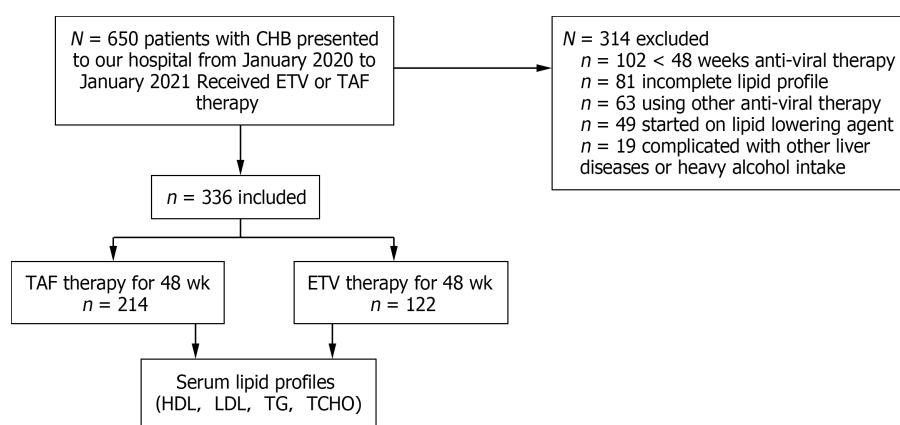 N = 650 patients with CHB presented
to our hospital from January 2020 to
January 2021 Received ETV or TAF
therapy
N = 314 excluded
n = 102 < 48 weeks anti-viral therapy
n = 81 incomplete lipid profile
n = 63 using other anti-viral therapy
n = 49 started on lipid lowering agent
n = 19 complicated with other liver
diseases or heavy alcohol intake
n = 336 included
TAF therapy for 48 wk
n = 214
ETV therapy for 48 wk
n = 122
Serum lipid profiles
(HDL, LDL, TG, TCHO)